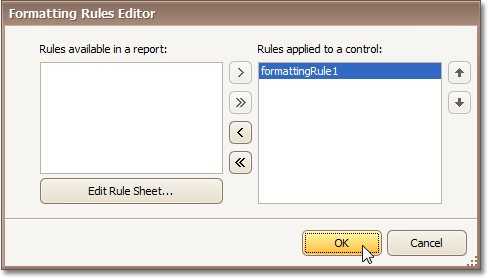 Formatting Rules Editor
Rules available in a report:
Rules applied to a control:
formattingRule1
Edit Rule Sheet...
OK
Cancel